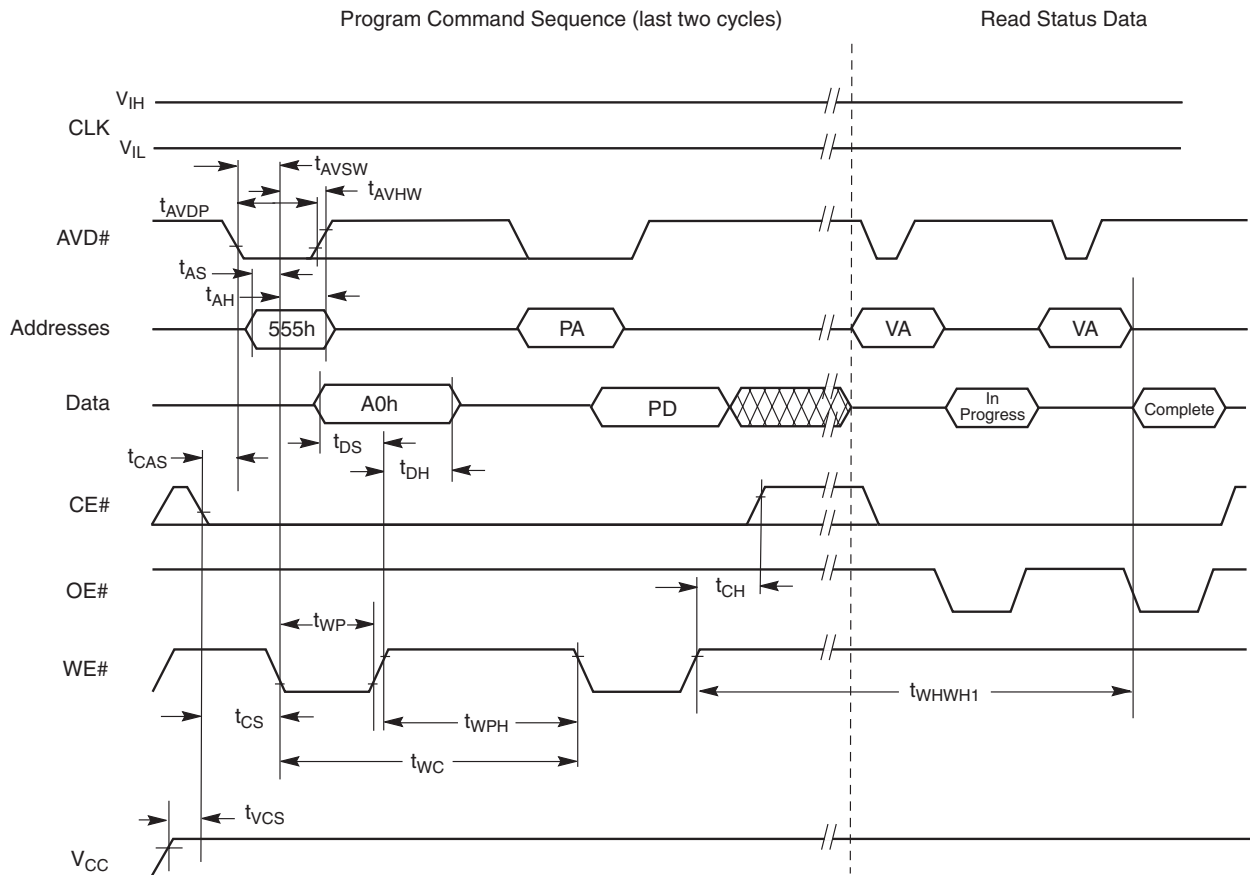 Program Command Sequence (last two cycles)
Read Status Data
VIH
CLK
VIL
tAVSW
tAVHW
tAVDP
AVD#
tAS
tAH
Addresses
555h
PA
VA
VA
Data
A0h
PD
In
Progress
Complete
tDS
tCAS
tDH
CE#
OE#
tCH
tWP
WE#
tWHWH1
tCS
tWPH
tWC
tVCS
VCC